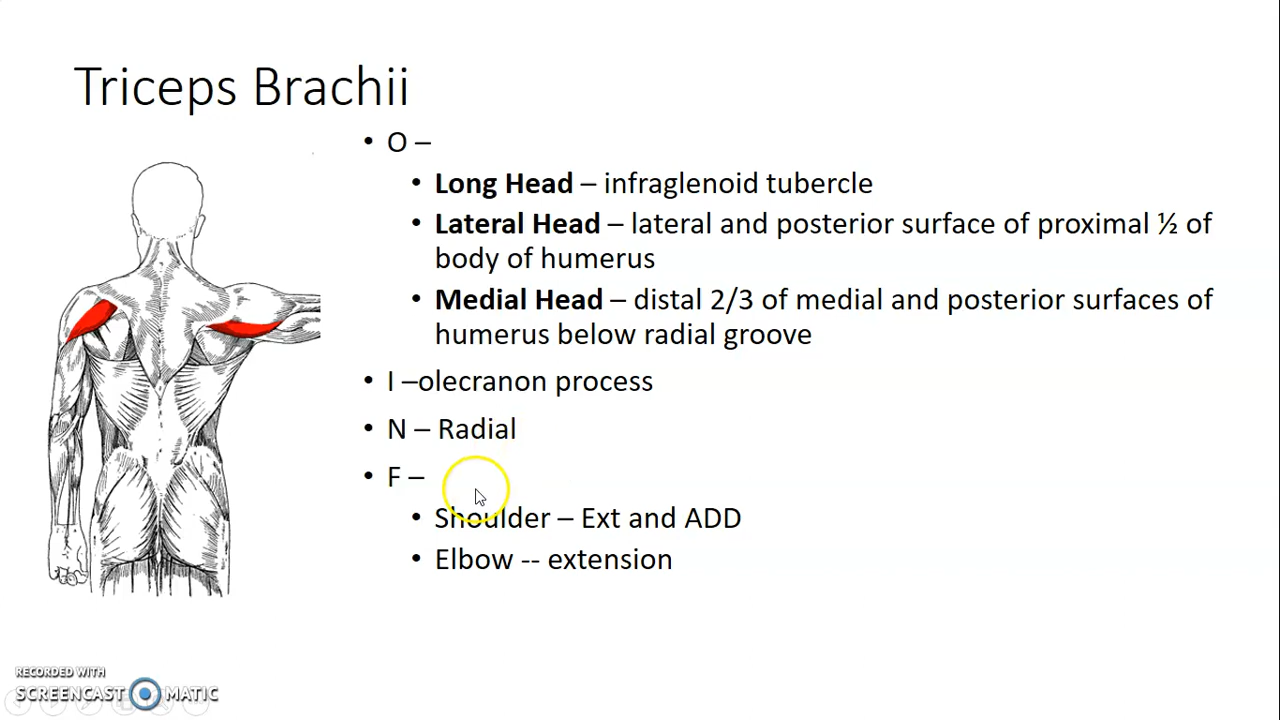 Triceps Brachii
• O –
• Long Head – infraglenoid tubercle
• Lateral Head – lateral and posterior surface of proximal ½ of
body of humerus
• Medial Head – distal 2/3 of medial and posterior surfaces of
humerus below radial groove
• I –olecranon process
• N – Radial
• F –
• Shoulder – Ext and ADD
• Elbow -- extension
RECORDED WITH
SCREENCAST MATIC